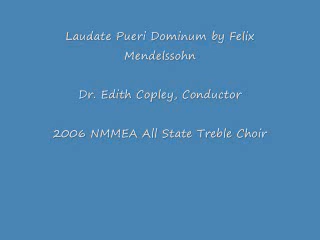 Laudate Pueri Dominum by Felix
Mendelssohn
Dr. Edith Copley, Conductor
2006 NMMEA All State Treble Choir